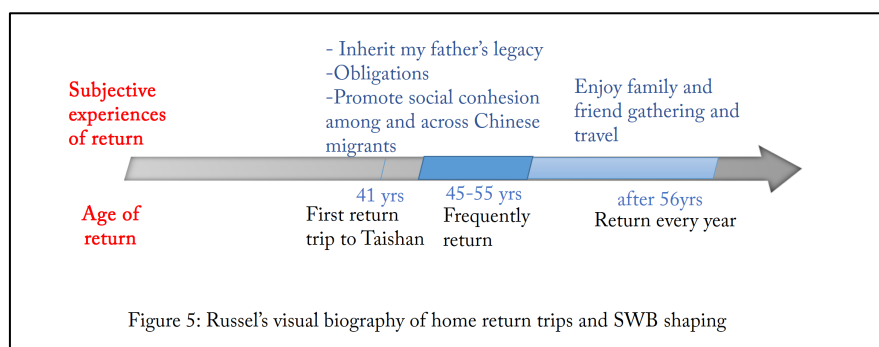 - Inherit my father's legacy
-Obligations
-Promote social conhesion
among and across Chinese
migrants
Enjoy family and
friend gathering and
travel
Subjective
experiences
of return
41 yrs
45-55 yrs
after 56yrs
Age of
return
First return
trip to Taishan
Frequently
return
Return every year
Figure 5: Russel's visual biography of home return trips and SWB shaping